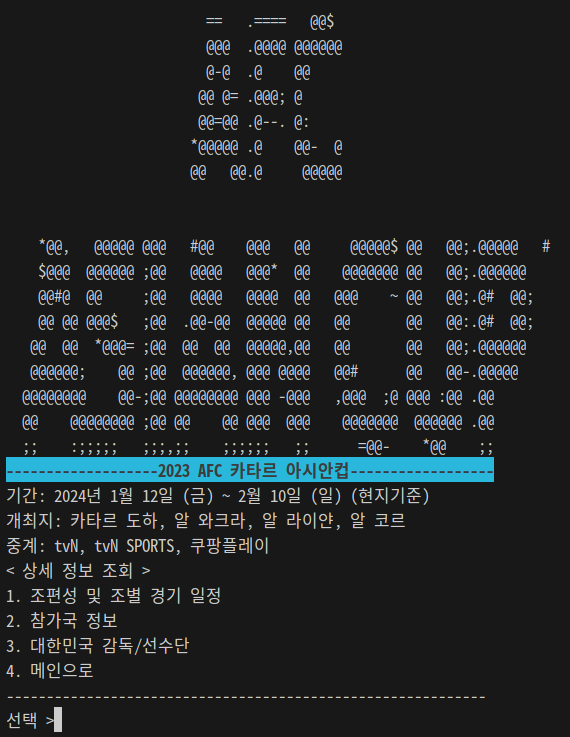 AFC
ASIAN CUP
-------------------2023 AFC 카타르 아시안컵------------------
기간: 2024년 1월 12일 (금) ~ 2월 10일 (일) (현지기준)
개최지: 카타르 도하, 알 와크라, 알 라이얀, 알 코르
중계: tvN, tvN SPORTS, 쿠팡플레이
< 상세 정보 조회 >
1. 조편성 및 조별 경기 일정
2. 참가국 정보
3. 대한민국 감독/선수단
4. 메인으로
------------------------------------------------------------
선택 >